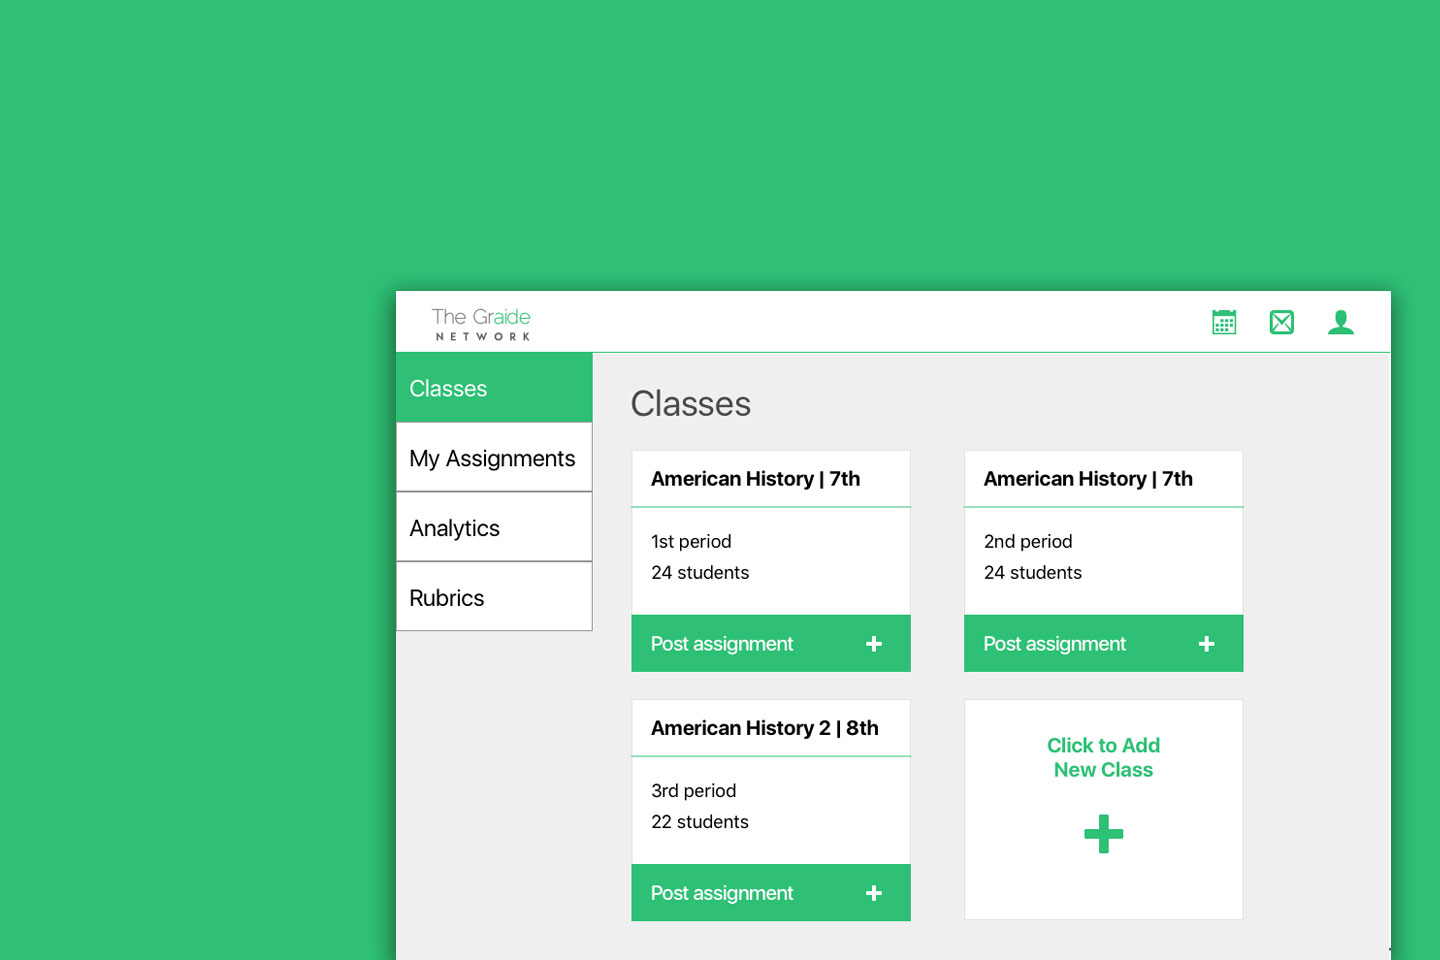 The Graide
NETWORK
Classes
My Assignments
Analytics
Rubrics
Classes
American History | 7th
1st period
24 students
Post assignment
American History | 7th
2nd period
24 students
Post assignment
American History 2 | 8th
3rd period
22 students
Post assignment
Click to Add
New Class